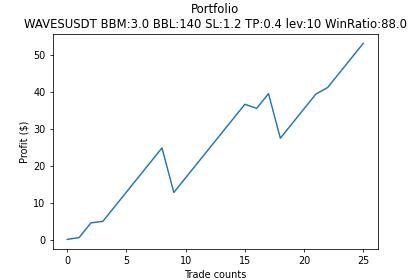 Portfolio
WAVESUSDT BBM:3.0 BBL:140 SL:1.2 TP:0.4 lev:10 WinRatio:88.0
Profit ($)
50
40
30
20
10
0
0 5 10 15 20 25
Trade counts